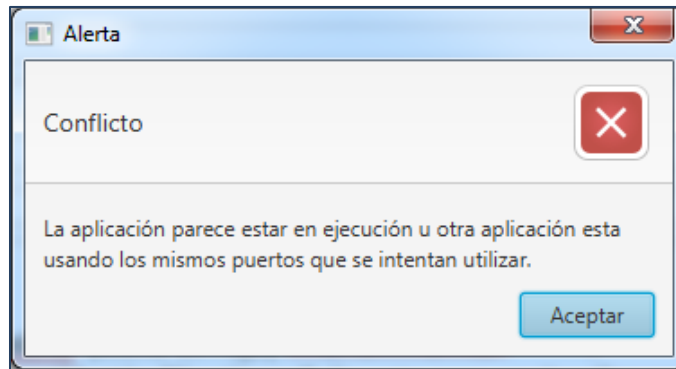 Alerta
Conflicto
La aplicación parece estar en ejecución u otra aplicación esta
usando los mismos puertos que se intentan utilizar.
Aceptar